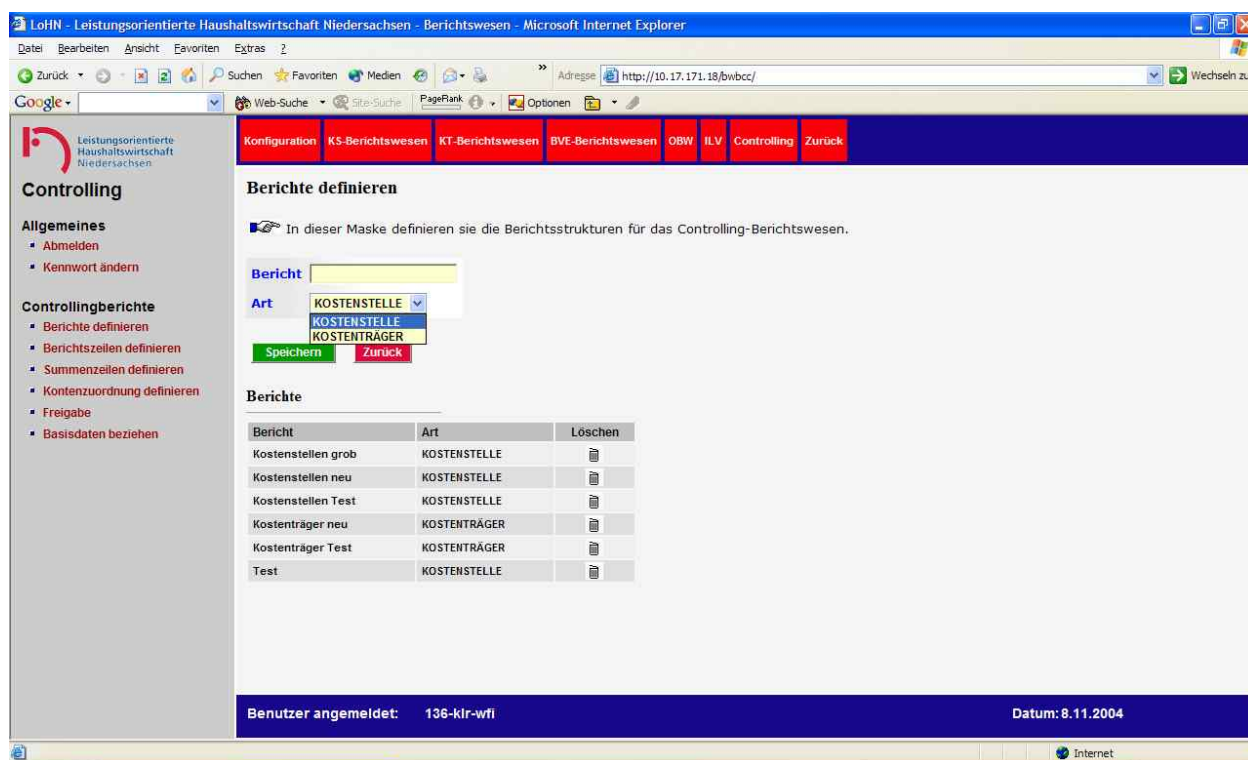 LoHN - Leistungsorientierte Haushaltswirtschaft Niedersachsen - Berichtswesen - Microsoft Internet Explorer
Datei Bearbeiten Ansicht Favoriten Extras ?
Zurück Suchen Favoriten Medien » Adresse http://10.17.171.18/bwbcc/ Wechseln zu
Google Web-Suche Site-Suche PageRank Optionen
Leistungsorientierte
Haushaltswirtschaft
Niedersachsen
Konfiguration KS-Berichtswesen KT-Berichtswesen BVE-Berichtswesen OBW ILV Controlling Zurück
Controlling
Allgemeines
Abmelden
Kennwort ändern
Controllingberichte
Berichte definieren
Berichtszeilen definieren
Summenzeilen definieren
Kontenzuordnung definieren
Freigabe
Basisdaten beziehen
Berichte definieren
In dieser Maske definieren sie die Berichtsstrukturen für das Controlling-Berichtswesen.
Bericht
Art KOSTENSTELLE
KOSTENSTELLE
KOSTENTRÄGER
Speichern Zurück
Berichte
Bericht Art Löschen
Kostenstellen grob KOSTENSTELLE
Kostenstellen neu KOSTENSTELLE
Kostenstellen Test KOSTENSTELLE
Kostenträger neu KOSTENTRÄGER
Kostenträger Test KOSTENTRÄGER
Test KOSTENSTELLE
Benutzer angemeldet: 136-klr-wfi Datum: 8.11.2004
Internet